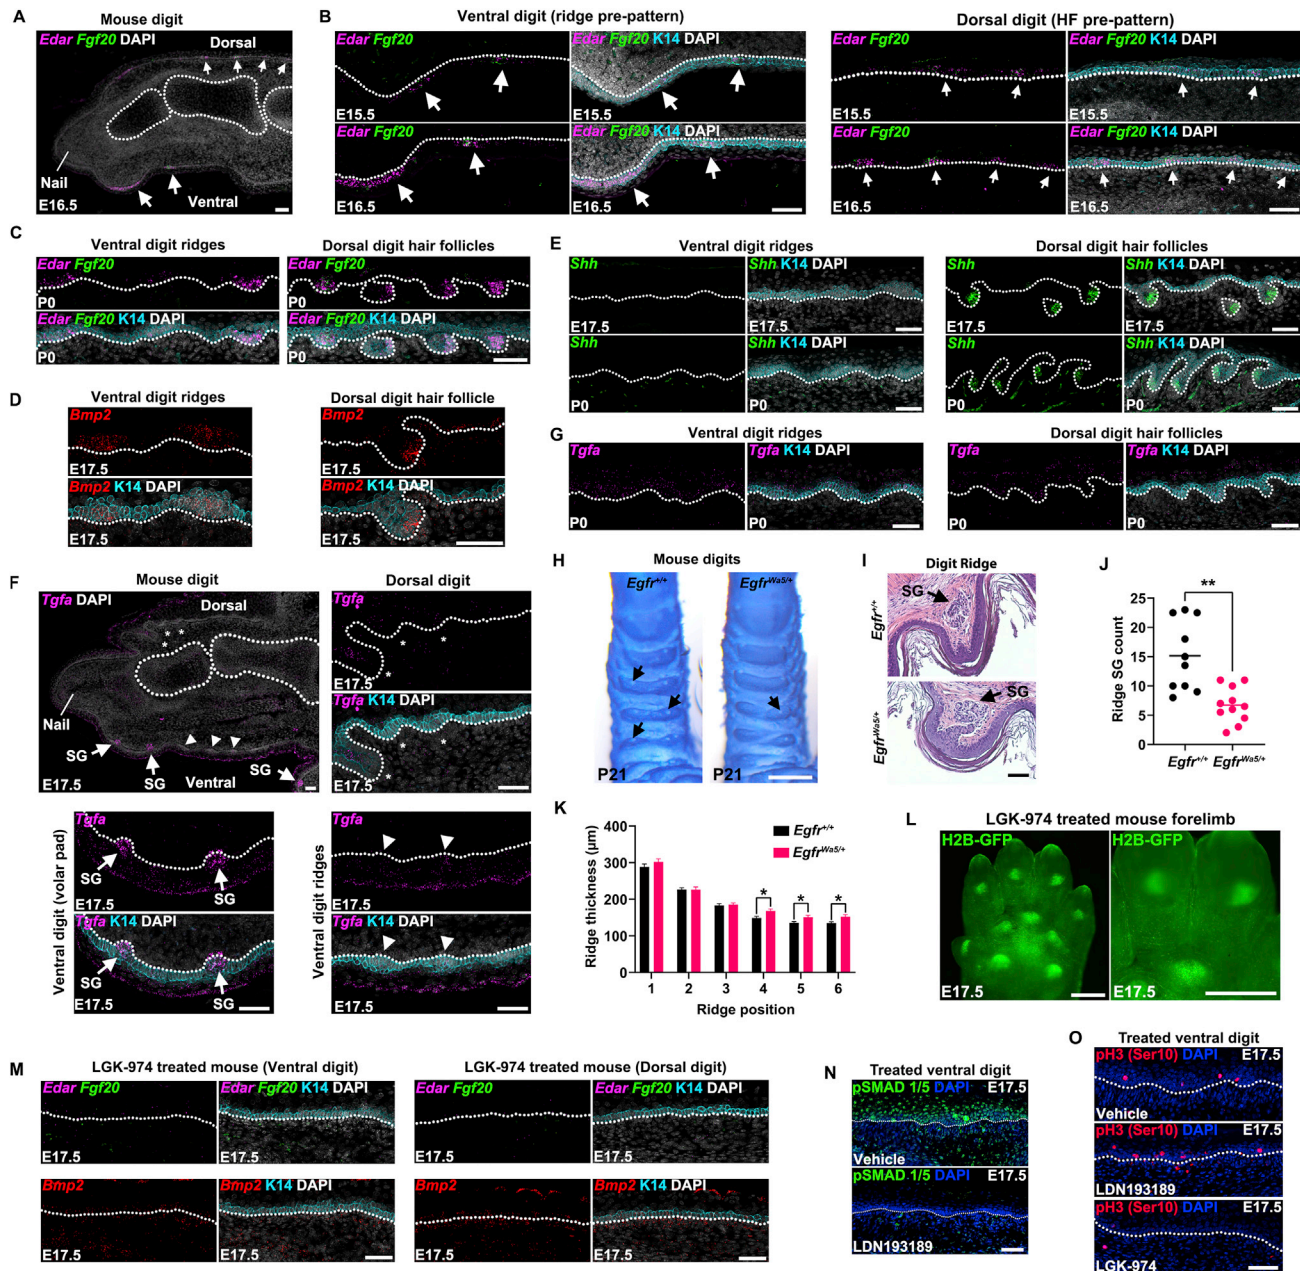 A
Mouse digit
Edar Fgf20 DAPI
Dorsal
Nail
Ventral
E16.5
B
Ventral digit (ridge pre-pattern)
Edar Fgf20
Edar Fgf20 K14 DAPI
E15.5
Edar Fgf20
Edar Fgf20 K14 DAPI
E16.5
Dorsal digit (HF pre-pattern)
Edar Fgf20
Edar Fgf20 K14 DAPI
E15.5
Edar Fgf20
Edar Fgf20 K14 DAPI
E16.5
C
Ventral digit ridges
Dorsal digit hair follicles
Edar Fgf20
Edar Fgf20
P0
P0
Edar Fgf20 K14 DAPI
Edar Fgf20 K14 DAPI
P0
P0
D
Ventral digit ridges
Dorsal digit hair follicle
Bmp2
Bmp2
E17.5
E17.5
Bmp2 K14 DAPI
Bmp2 K14 DAPI
E17.5
E17.5
E
Ventral digit ridges
Dorsal digit hair follicles
Shh
Shh K14 DAPI
Shh
Shh K14 DAPI
E17.5
E17.5
E17.5
E17.5
Shh
Shh K14 DAPI
Shh
Shh K14 DAPI
P0
P0
P0
P0
F
Mouse digit
Tgfa DAPI
Dorsal
* *
Nail
SG
SG
SG
Ventral
E17.5
Dorsal digit
Tgfa
*
*
*
E17.5
Tgfa K14 DAPI
*
*
*
E17.5
Ventral digit (volar pad)
Tgfa
SG
SG
E17.5
Tgfa K14 DAPI
SG
SG
E17.5
Ventral digit ridges
Tgfa
E17.5
Tgfa K14 DAPI
E17.5
G
Ventral digit ridges
Dorsal digit hair follicles
Tgfa
Tgfa K14 DAPI
Tgfa
Tgfa K14 DAPI
P0
P0
P0
P0
H
Mouse digits
Egfr+/+
EgfrWa5/+
P21
P21
I
Digit Ridge
Egfr+/+
SG
EgfrWa5/+
SG
J
**
Ridge SG count
25
20
15
10
5
0
Egfr+/+ EgfrWa5/+
K
Ridge thickness (μm)
400
300
200
100
0
Egfr+/+
EgfrWa5/+
* * *
1 2 3 4 5 6
Ridge position
L
LGK-974 treated mouse forelimb
H2B-GFP
H2B-GFP
E17.5
E17.5
M
LGK-974 treated mouse (Ventral digit)
LGK-974 treated mouse (Dorsal digit)
Edar Fgf20
Edar Fgf20 K14 DAPI
Edar Fgf20
Edar Fgf20 K14 DAPI
E17.5
E17.5
E17.5
E17.5
Bmp2
Bmp2 K14 DAPI
Bmp2
Bmp2 K14 DAPI
E17.5
E17.5
E17.5
E17.5
N
Treated ventral digit
pSMAD 1/5 DAPI E17.5
Vehicle
pSMAD 1/5 DAPI E17.5
LDN193189
O
Treated ventral digit
pH3 (Ser10) DAPI E17.5
Vehicle
pH3 (Ser10) DAPI E17.5
LDN193189
pH3 (Ser10) DAPI E17.5
LGK-974